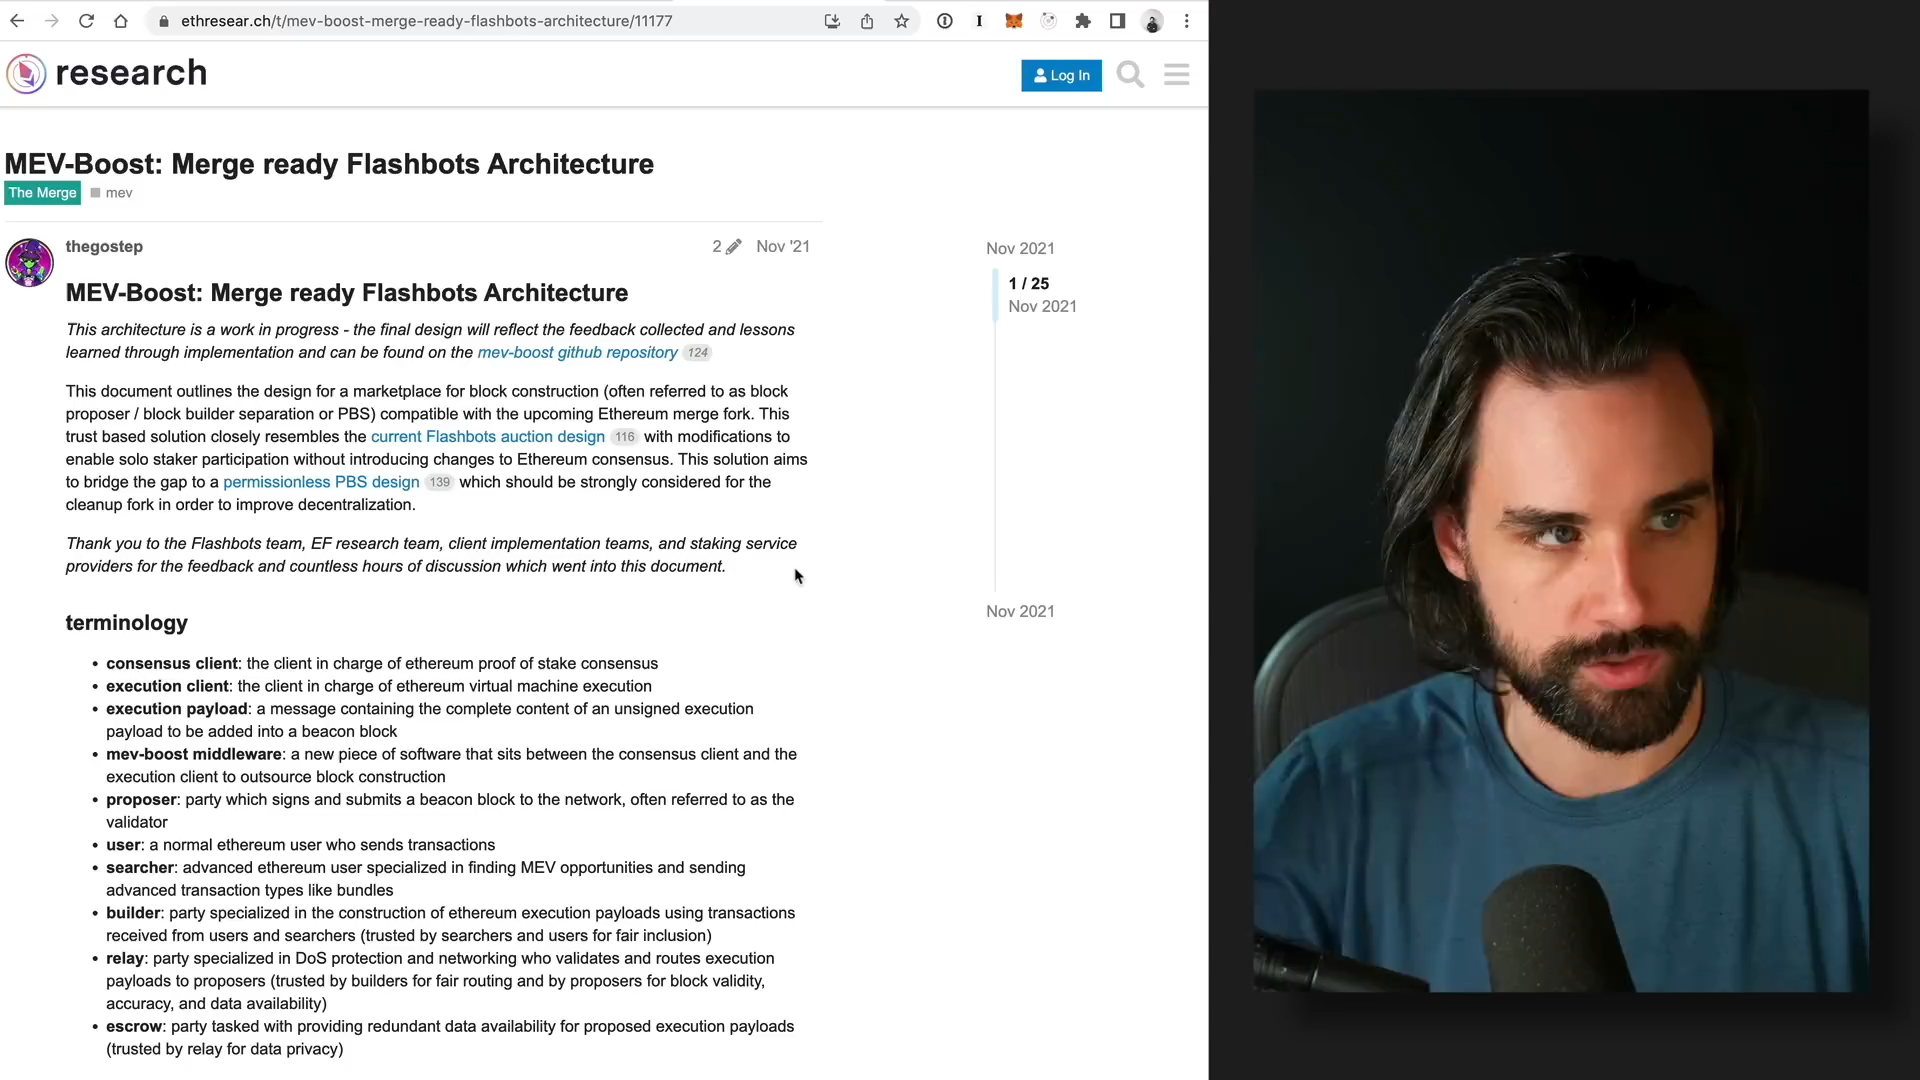 ethresear.ch/t/mev-boost-merge-ready-flashbots-architecture/11177
research
Log In
MEV-Boost: Merge ready Flashbots Architecture
The Merge
mev
thegostep
2
Nov '21
MEV-Boost: Merge ready Flashbots Architecture
This architecture is a work in progress - the final design will reflect the feedback collected and lessons
learned through implementation and can be found on the mev-boost github repository 124
This document outlines the design for a marketplace for block construction (often referred to as block
proposer / block builder separation or PBS) compatible with the upcoming Ethereum merge fork. This
trust based solution closely resembles the current Flashbots auction design 116 with modifications to
enable solo staker participation without introducing changes to Ethereum consensus. This solution aims
to bridge the gap to a permissionless PBS design 139 which should be strongly considered for the
cleanup fork in order to improve decentralization.
Thank you to the Flashbots team, EF research team, client implementation teams, and staking service
providers for the feedback and countless hours of discussion which went into this document.
terminology
• consensus client: the client in charge of ethereum proof of stake consensus
• execution client: the client in charge of ethereum virtual machine execution
• execution payload: a message containing the complete content of an unsigned execution
payload to be added into a beacon block
• mev-boost middleware: a new piece of software that sits between the consensus client and the
execution client to outsource block construction
• proposer: party which signs and submits a beacon block to the network, often referred to as the
validator
• user: a normal ethereum user who sends transactions
• searcher: advanced ethereum user specialized in finding MEV opportunities and sending
advanced transaction types like bundles
• builder: party specialized in the construction of ethereum execution payloads using transactions
received from users and searchers (trusted by searchers and users for fair inclusion)
• relay: party specialized in DoS protection and networking who validates and routes execution
payloads to proposers (trusted by builders for fair routing and by proposers for block validity,
accuracy, and data availability)
• escrow: party tasked with providing redundant data availability for proposed execution payloads
(trusted by relay for data privacy)
Nov 2021
1 / 25
Nov 2021
Nov 2021